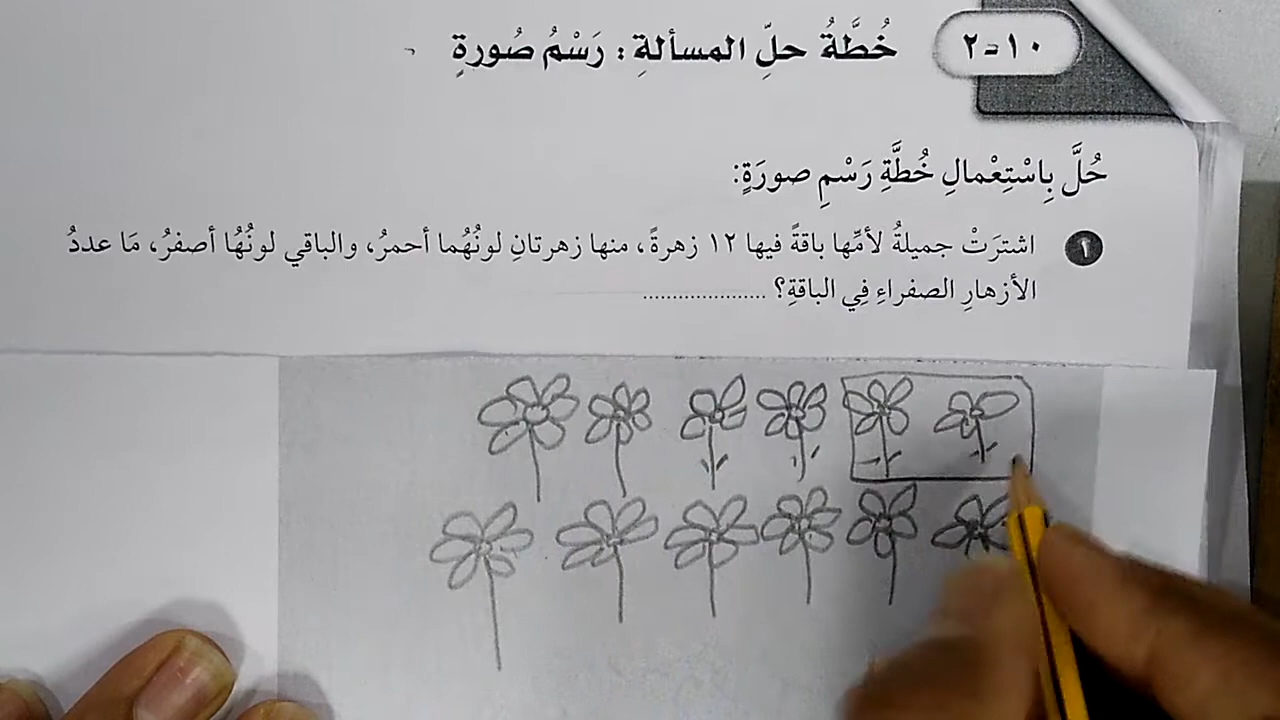 ١٠-٢ خُطَّةُ حلِّ المسألةِ: رَسْمُ صُورةٍ
حُلَّ بِاسْتِعْمالِ خُطَّةِ رَسْمِ صورَةٍ:
١ اشترَتْ جميلةُ لأمِّها باقةً فيها ١٢ زهرةً، منها زهرتانِ لونُهُما أحمرُ، والباقي لونُهُا أصفرُ، مَا عددُ
الأزهارِ الصفراءِ فِي الباقةِ؟ .....................